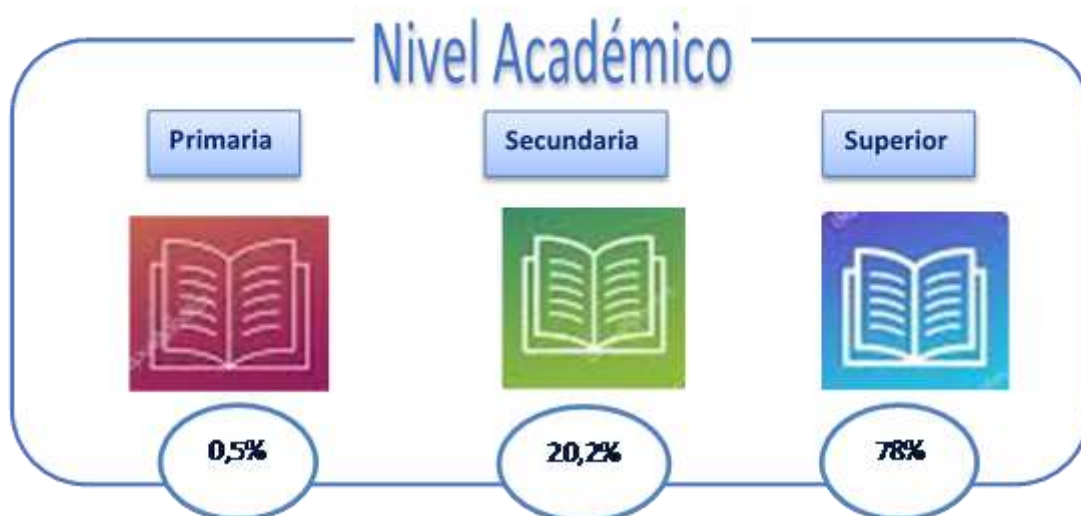 Nivel Académico
Primaria
Secundaria
Superior
0,5%
20,2%
78%